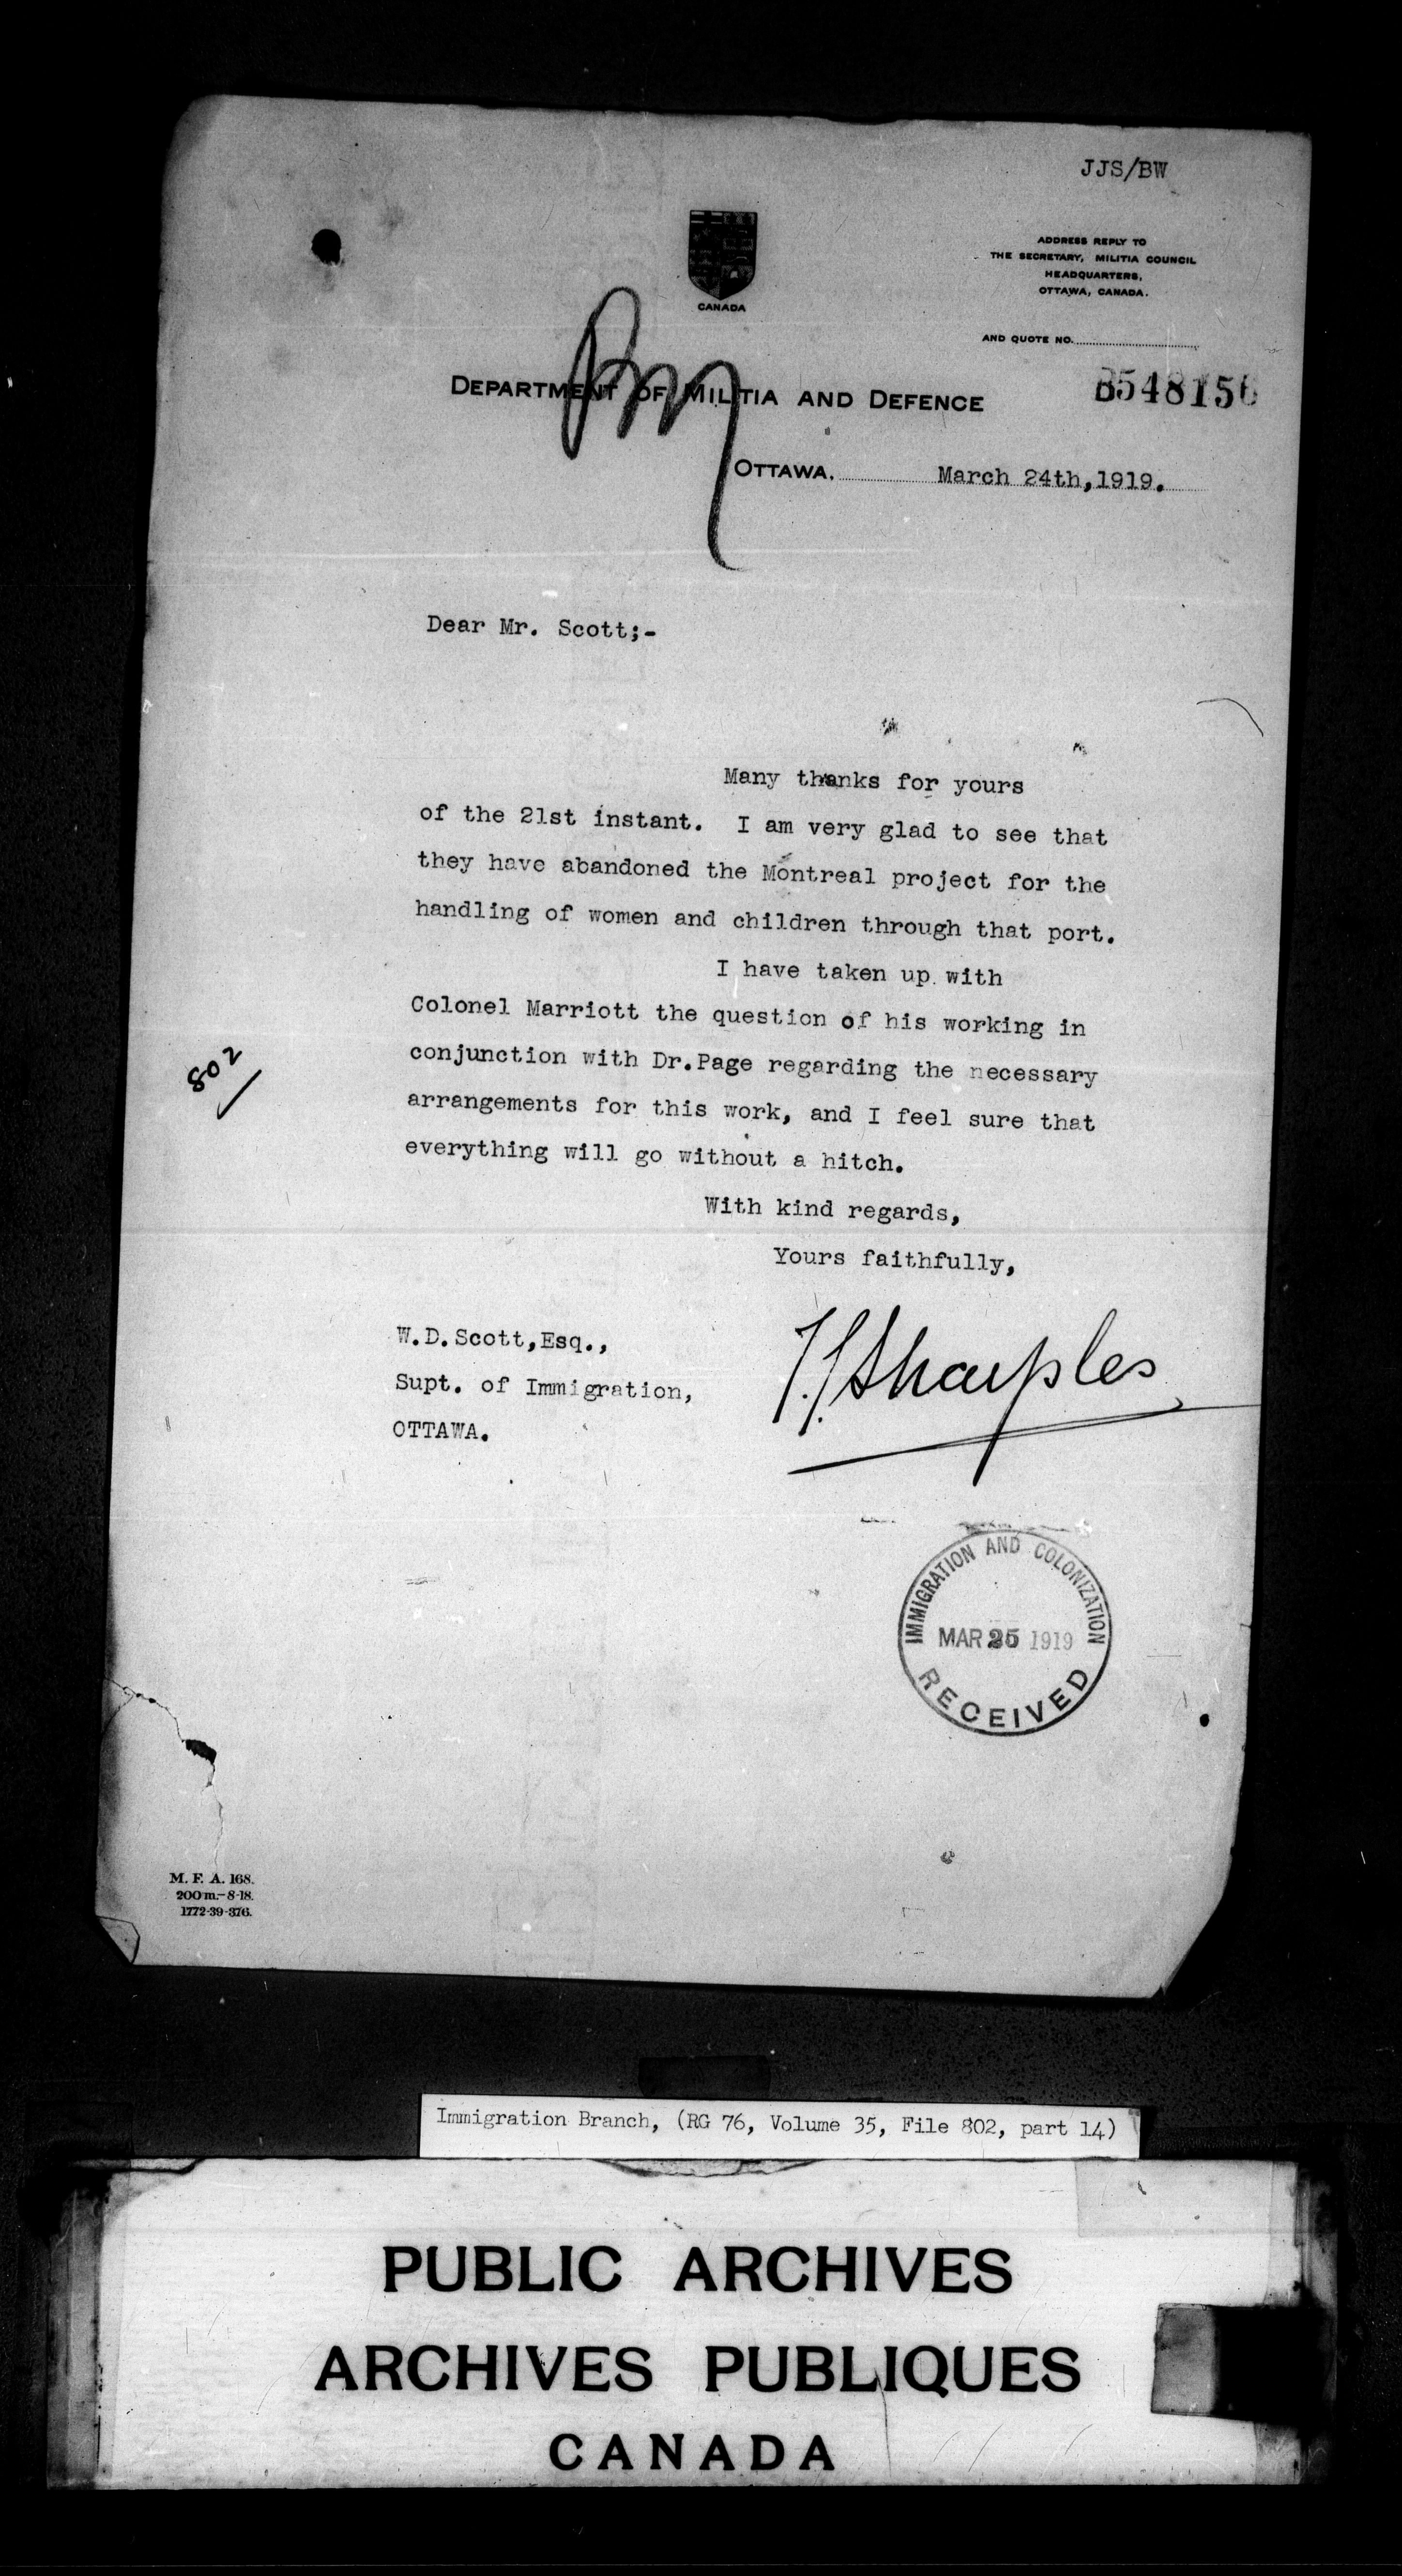 JJS/BW
CANADA
ADDRESS REPLY TO
THE SECRETARY, MILITIA COUNCIL
HEADQUARTERS,
OTTAWA, CANADA.
AND QUOTE NO.
DEPARTMENT OF MILITIA AND DEFENCE
B548156
OTTAWA. March 24th,1919.
Dear Mr. Scott;-
Many thanks for yours
of the 21st instant. I am very glad to see that
they have abandoned the Montreal project for the
handling of women and children through that port.
I have taken up with
Colonel Marriott the question of his working in
conjunction with Dr.Page regarding the necessary
arrangements for this work, and I feel sure that
everything will go without a hitch.
802
With kind regards,
Yours faithfully,
J.J.Sharples
W.D.Scott,Esq.,
Supt. of Immigration,
OTTAWA.
IMMIGRATION AND COLONIZATION
MAR 25 1919
RECEIVED
M. F. A. 168.
200m.-8-18.
1772-39-376.
Immigration Branch, (RG 76, Volume 35, File 802, part 14)
PUBLIC ARCHIVES
ARCHIVES PUBLIQUES
CANADA